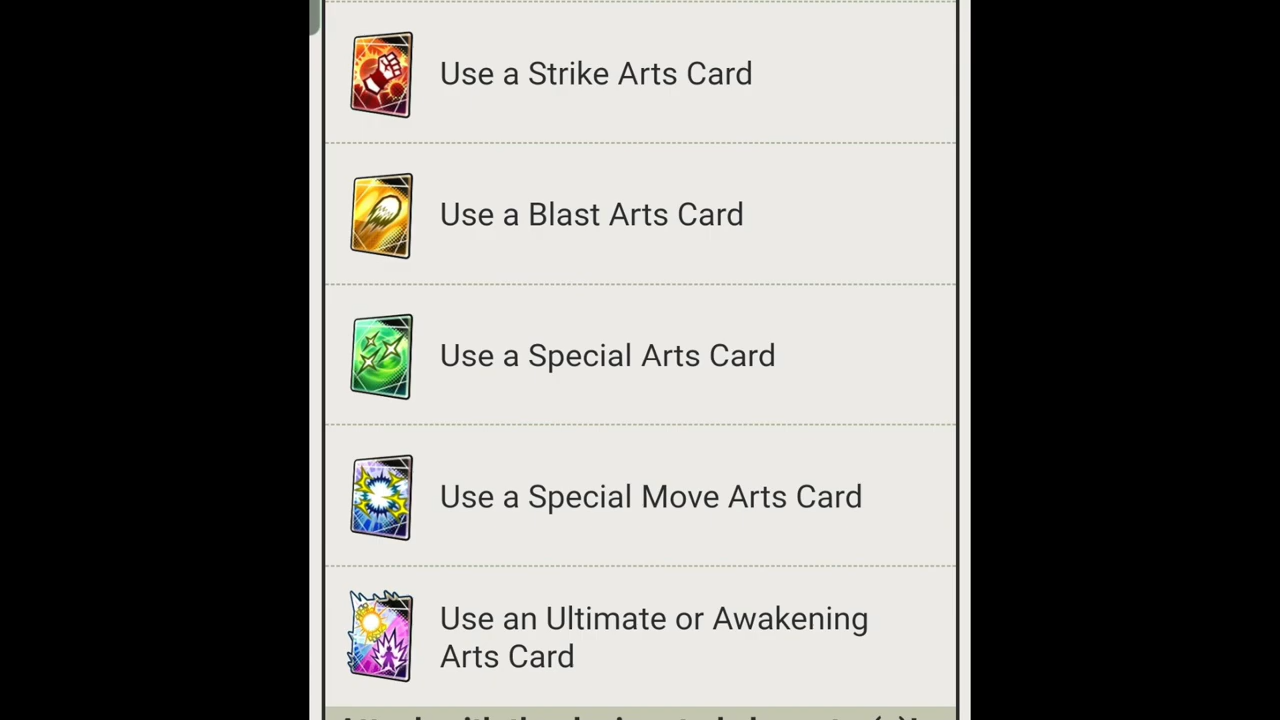 Use a Strike Arts Card
Use a Blast Arts Card
Use a Special Arts Card
Use a Special Move Arts Card
Use an Ultimate or Awakening
Arts Card